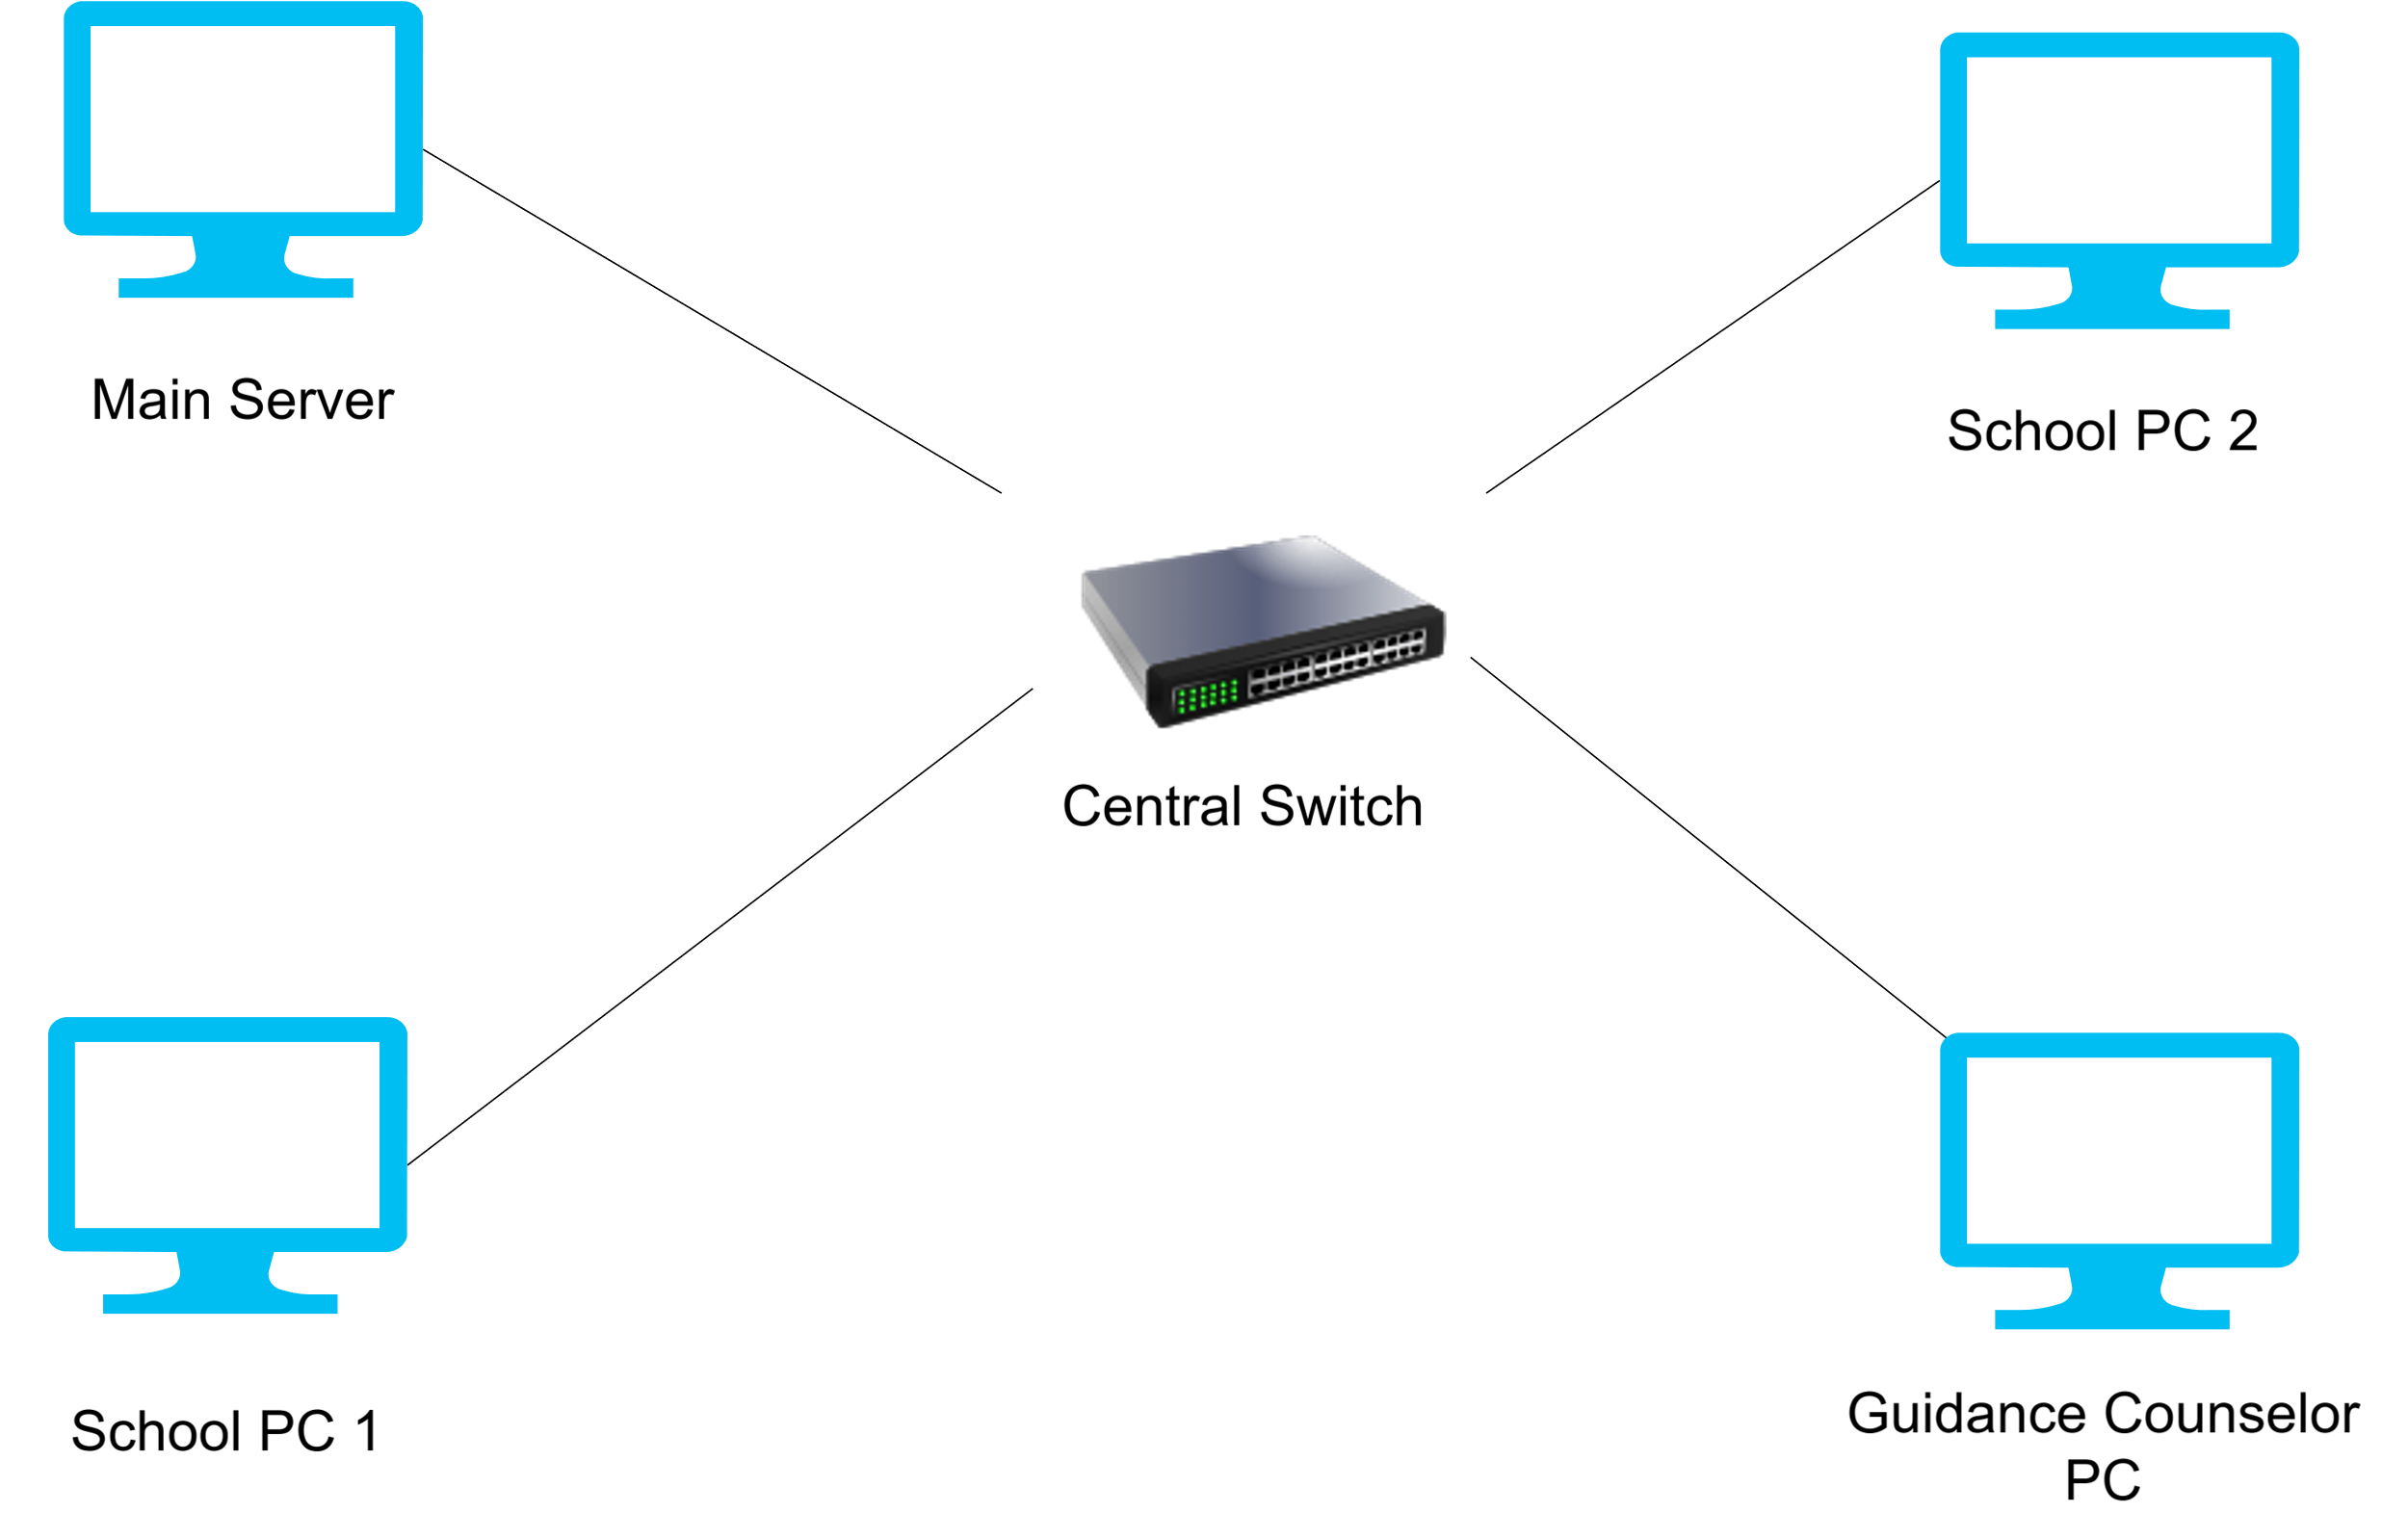 Main Server
School PC 2
Central Switch
School PC 1
Guidance Counselor
PC